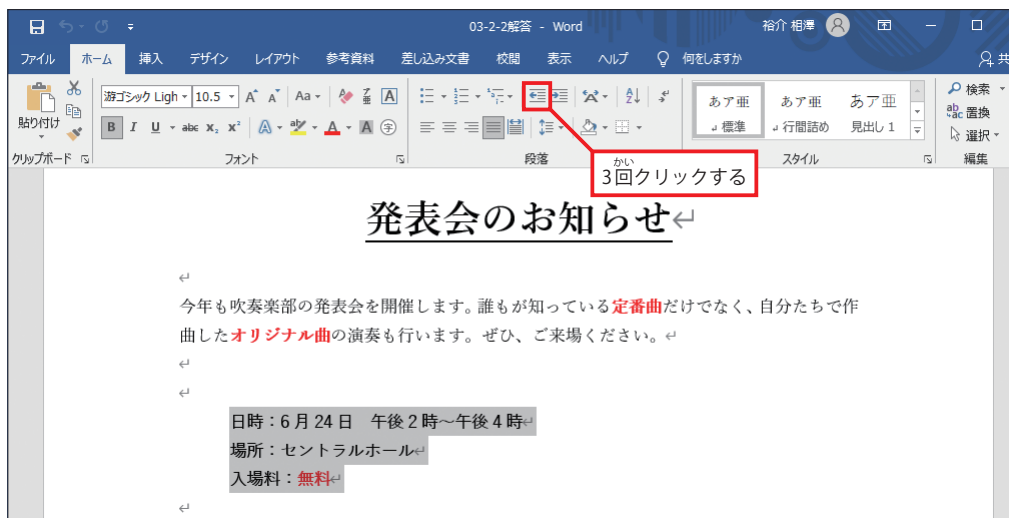 03-2-2解答 - Word
裕介 相澤
ファイル ホーム 挿入 デザイン レイアウト 参考資料 差し込み文書 校閲 表示 ヘルプ 何をしますか 共
貼り付け
游ゴシック Ligh 10.5 A A Aa
B I U abc X₂ X² A A A 字
あア亜 あア亜 あア亜
標準 行間詰め 見出し 1
検索
置換
選択
クリップボード フォント 段落 スタイル 編集
かい
3回クリックする
発表会のお知らせ
今年も吹奏楽部の発表会を開催します。誰もが知っている定番曲だけでなく、自分たちで作
曲したオリジナル曲の演奏も行います。ぜひ、ご来場ください。
日時：6月24日　午後2時～午後4時
場所：セントラルホール
入場料：無料